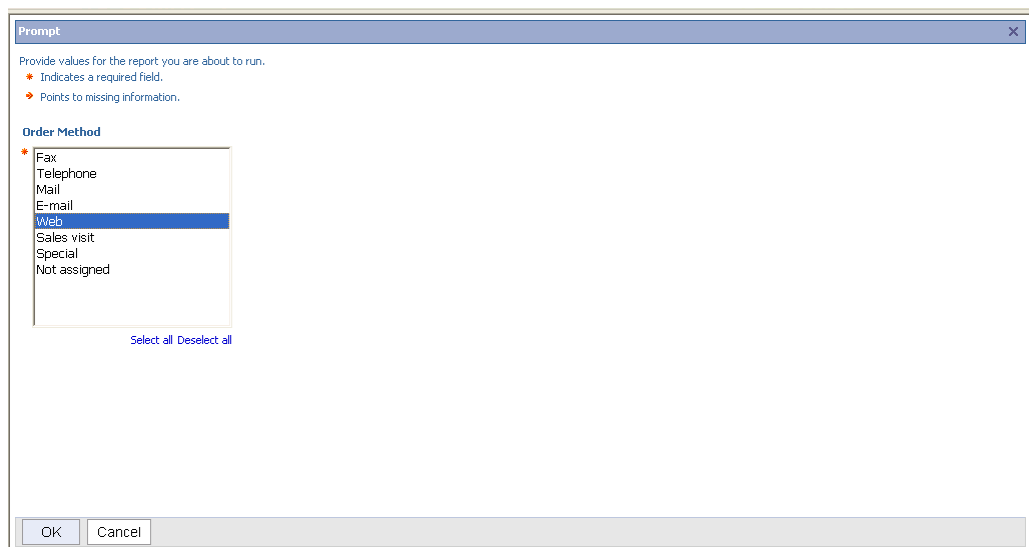 Prompt
Provide values for the report you are about to run.
* Indicates a required field.
Points to missing information.
Order Method
*
Fax
Telephone
Mail
E-mail
Web
Sales visit
Special
Not assigned
Select all Deselect all
OK Cancel